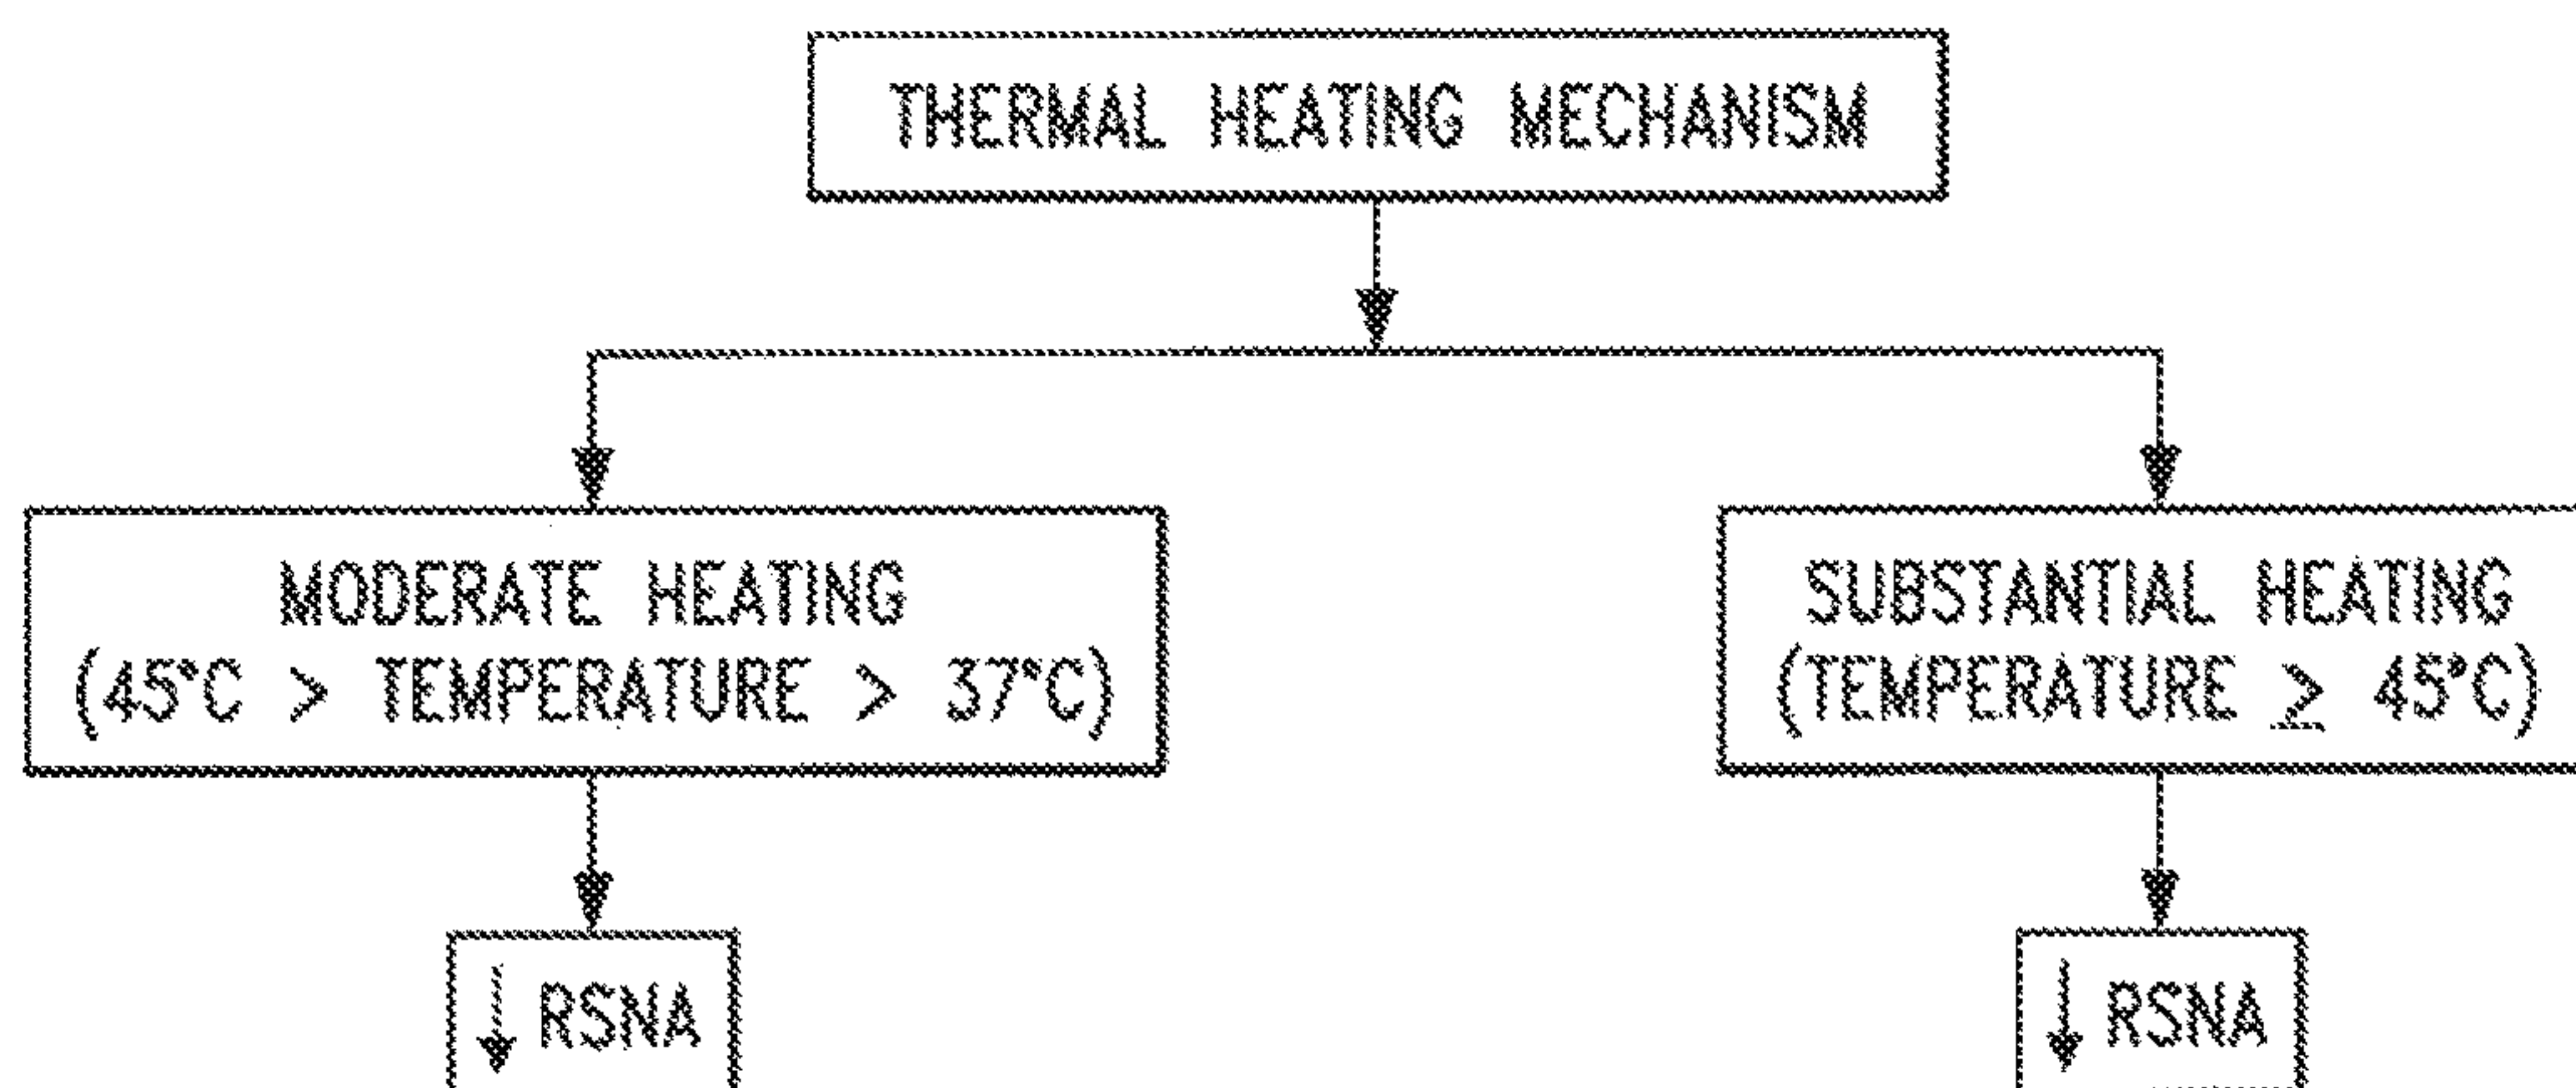 THERMAL HEATING MECHANISM
MODERATE HEATING
(45°C > TEMPERATURE > 37°C)
SUBSTANTIAL HEATING
(TEMPERATURE ≥ 45°C)
↓ RSNA
↓ RSNA